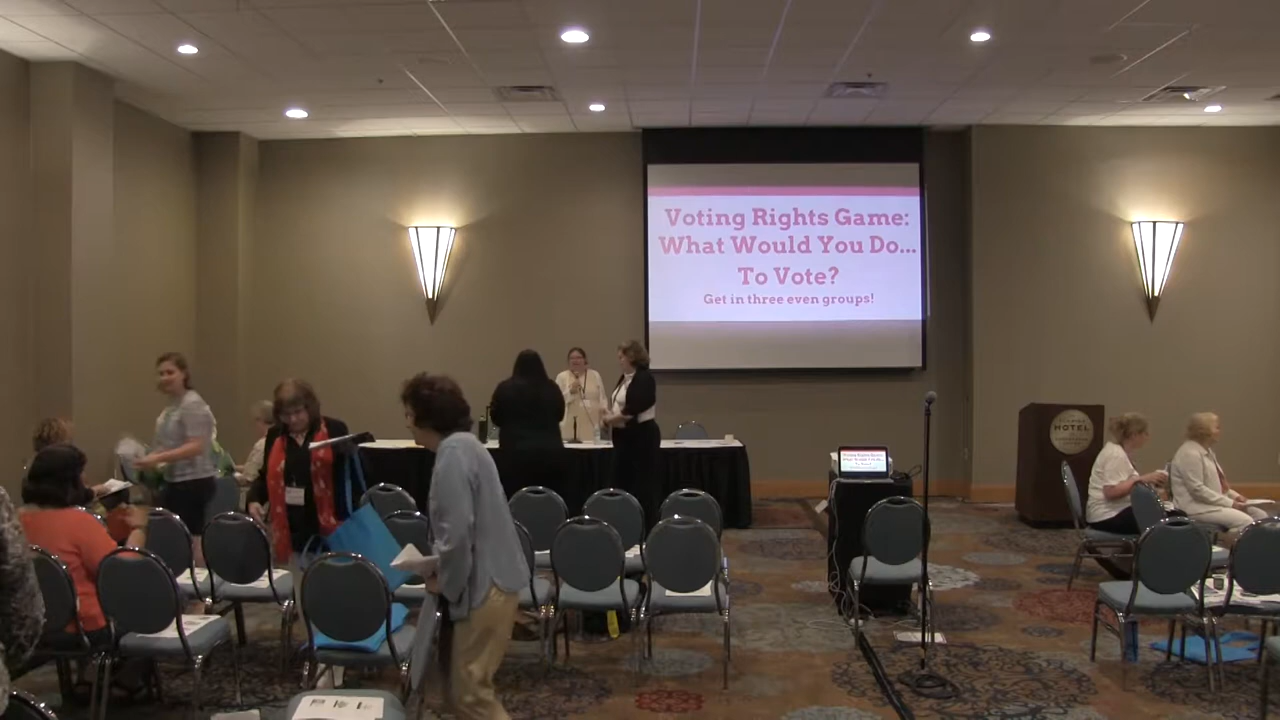 Voting Rights Game:
What Would You Do...
To Vote?
Get in three even groups!
HOTEL